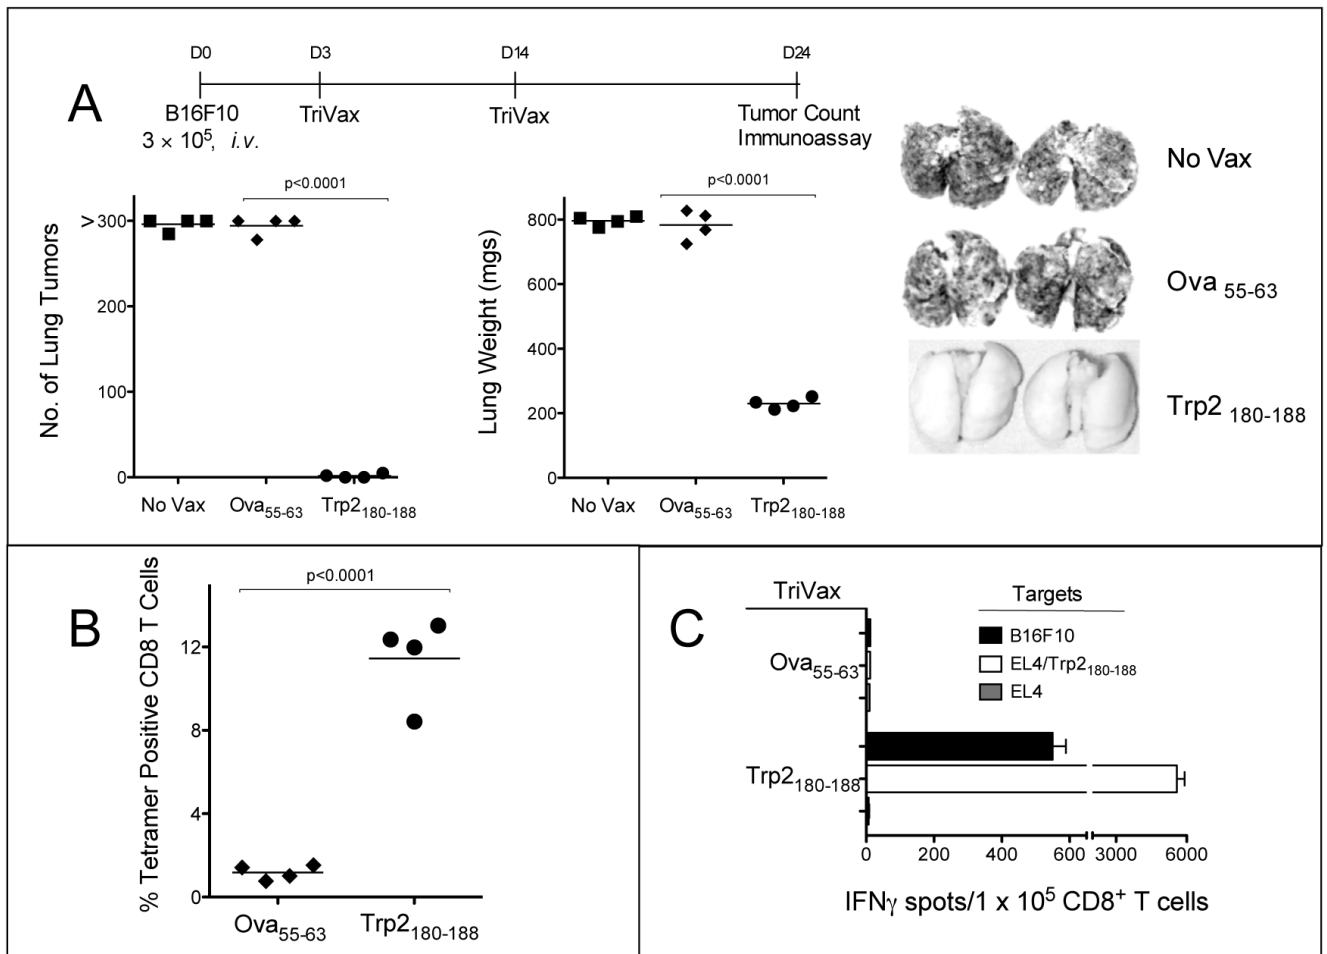 A
D0 D3 D14 D24
B16F10 TriVax TriVax Tumor Count
3 × 10⁵, i.v. Immunoassay
No. of Lung Tumors
p<0.0001
>300
200
100
0
No Vax Ova55-63 Trp2180-188
Lung Weight (mgs)
p<0.0001
800
600
400
200
0
No Vax Ova55-63 Trp2180-188
No Vax
Ova 55-63
Trp2 180-188
B
% Tetramer Positive CD8 T Cells
p<0.0001
12
8
4
0
Ova55-63 Trp2180-188
C
TriVax
Targets
B16F10
EL4/Trp2180-188
EL4
Ova55-63
Trp2180-188
0 200 400 600 3000 6000
IFNγ spots/1 x 10⁵ CD8⁺ T cells